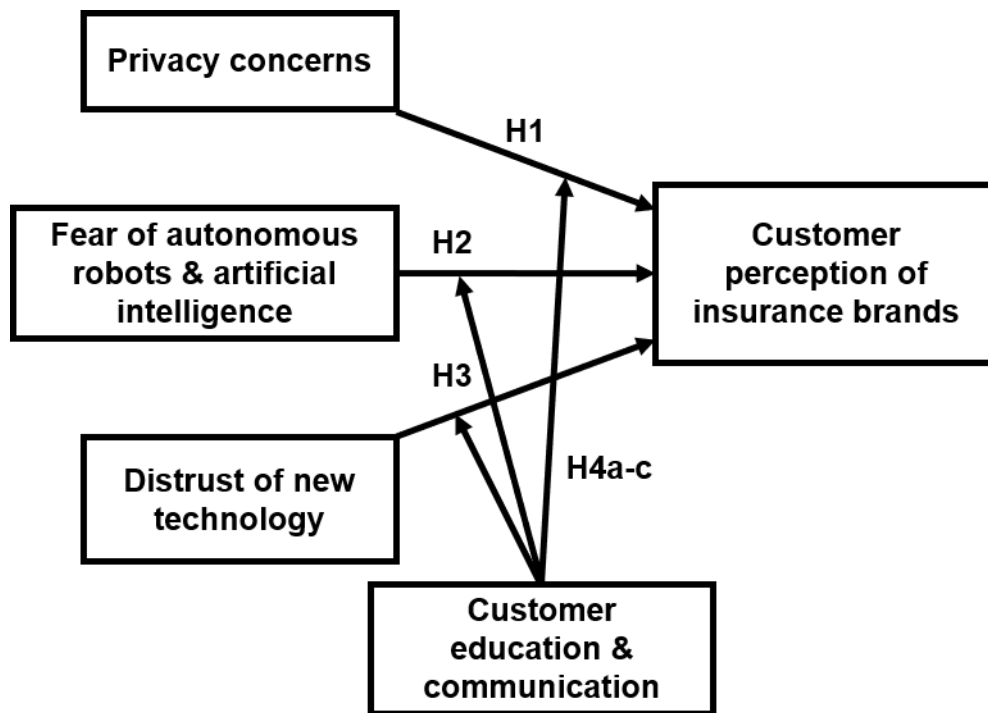 Privacy concerns
H1
Fear of autonomous
robots & artificial
intelligence
H2
Customer
perception of
insurance brands
H3
Distrust of new
technology
H4a-c
Customer
education &
communication